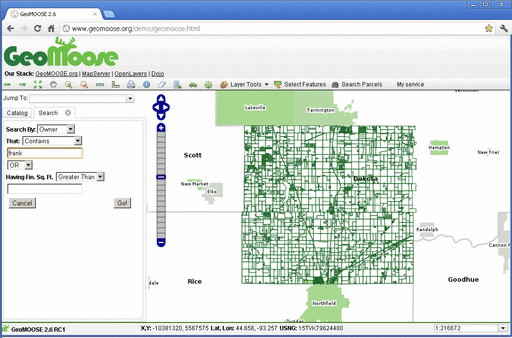 GeoMOOSE 2.6
www.geomoose.org/demo/geomoose.html
GeoMoose
Our Stack: GeoMOOSE.org | MapServer | OpenLayers | Dojo
Layer Tools Select Features Search Parcels My service
Jump To:
Catalog Search
Search By: Owner
That: Contains
frank
OR
Having Fin. Sq. Ft. Greater Than
Cancel Go!
Lakeville
Farmington
Scott
Hampton
New Trier
Dakota
New Market
Elko
Randolph
Cannon F
Rice
Goodhue
dale
Northfield
Dundas
GeoMOOSE 2.6 RC1
X,Y: -10381320, 5567575 Lat, Lon: 44.656, -93.257 USNG: 15TVK79624480
1:216672